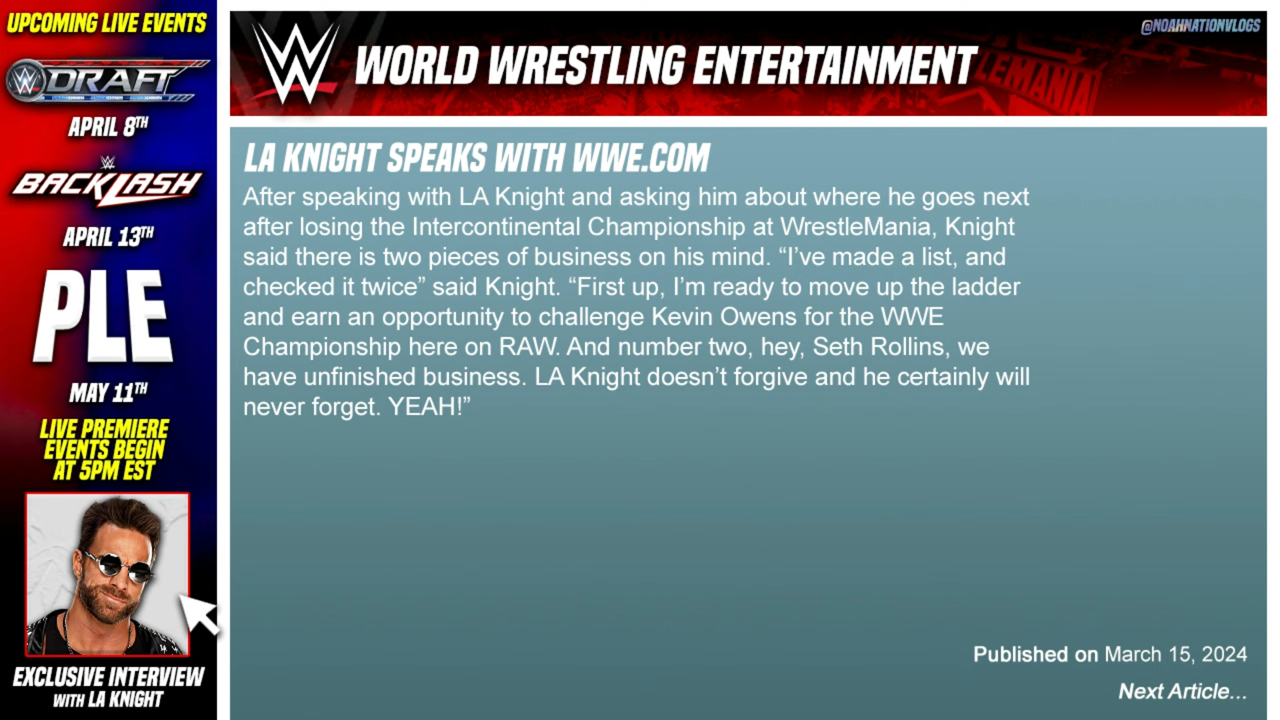 UPCOMING LIVE EVENTS
W DRAFT
APRIL 8TH
W
BACKLASH
APRIL 13TH
PLE
MAY 11TH
LIVE PREMIERE
EVENTS BEGIN
AT 5PM EST
EXCLUSIVE INTERVIEW
WITH LA KNIGHT
@NOAHNATIONVLOGS
W WORLD WRESTLING ENTERTAINMENT
LEMANIA
LA KNIGHT SPEAKS WITH WWE.COM
After speaking with LA Knight and asking him about where he goes next
after losing the Intercontinental Championship at WrestleMania, Knight
said there is two pieces of business on his mind. “I’ve made a list, and
checked it twice” said Knight. “First up, I’m ready to move up the ladder
and earn an opportunity to challenge Kevin Owens for the WWE
Championship here on RAW. And number two, hey, Seth Rollins, we
have unfinished business. LA Knight doesn’t forgive and he certainly will
never forget. YEAH!”
Published on March 15, 2024
Next Article...